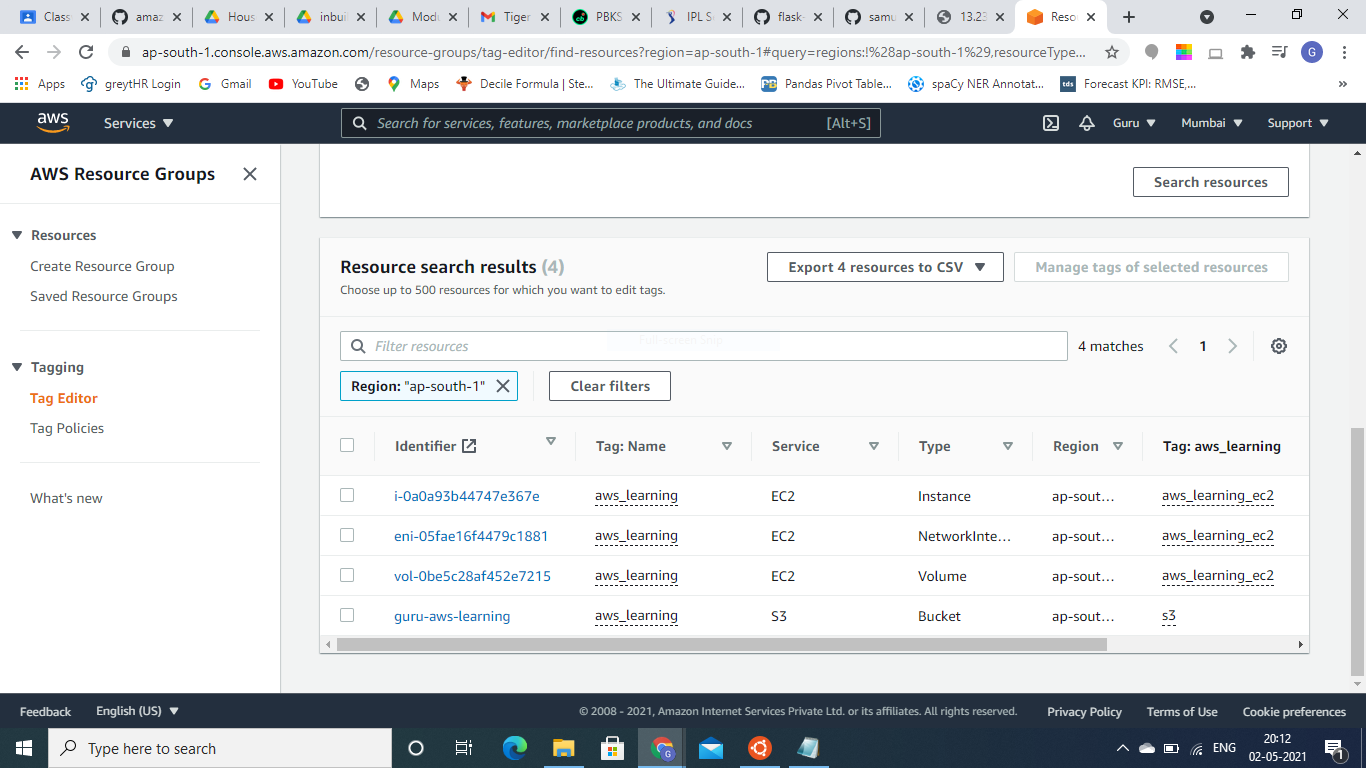 Class
amaz
Hous
inbui
Modu
Tiger
PBKS
IPL S
flask-
samu
13.23
Reso
ap-south-1.console.aws.amazon.com/resource-groups/tag-editor/find-resources?region=ap-south-1#query=regions:!%28ap-south-1%29,resourceType...
G
Apps
greytHR Login
Gmail
YouTube
Maps
Decile Formula | Ste...
The Ultimate Guide...
Pandas Pivot Table...
spaCy NER Annotat...
tds
Forecast KPI: RMSE,...
»
aws
Services
Search for services, features, marketplace products, and docs
[Alt+S]
Guru
Mumbai
Support
AWS Resource Groups
Resources
Create Resource Group
Saved Resource Groups
Tagging
Tag Editor
Tag Policies
What's new
Search resources
Resource search results (4)
Choose up to 500 resources for which you want to edit tags.
Export 4 resources to CSV
Manage tags of selected resources
Filter resources
Full-screen Snip
4 matches
1
Region: "ap-south-1"
Clear filters
Identifier Tag: Name Service Type Region Tag: aws_learning
i-0a0a93b44747e367e aws_learning EC2 Instance ap-sout... aws_learning_ec2
eni-05fae16f4479c1881 aws_learning EC2 NetworkInte... ap-sout... aws_learning_ec2
vol-0be5c28af452e7215 aws_learning EC2 Volume ap-sout... aws_learning_ec2
guru-aws-learning aws_learning S3 Bucket ap-sout... s3
Feedback
English (US)
© 2008 - 2021, Amazon Internet Services Private Ltd. or its affiliates. All rights reserved.
Privacy Policy
Terms of Use
Cookie preferences
Type here to search
G
ENG
20:12
02-05-2021
1